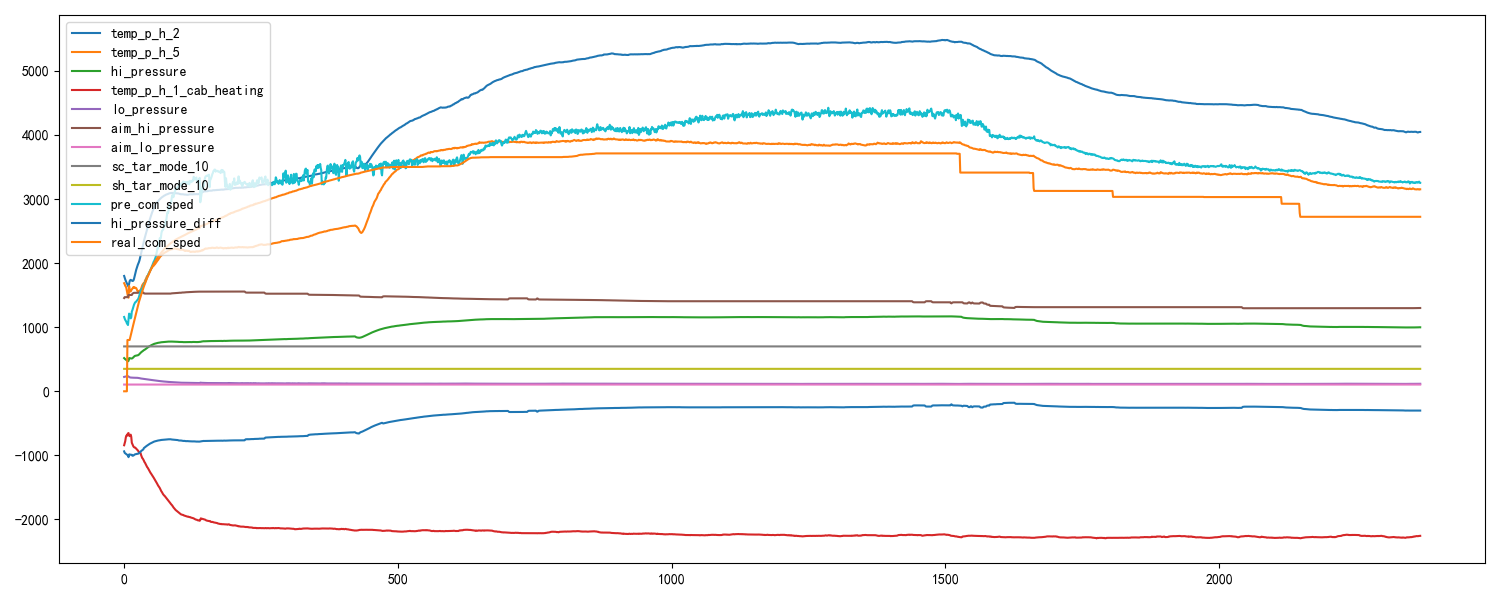 temp_p_h_2
temp_p_h_5
hi_pressure
temp_p_h_1_cab_heating
lo_pressure
aim_hi_pressure
aim_lo_pressure
sc_tar_mode_10
sh_tar_mode_10
pre_com_sped
hi_pressure_diff
real_com_sped
5000
4000
3000
2000
1000
0
−1000
−2000
0 500 1000 1500 2000